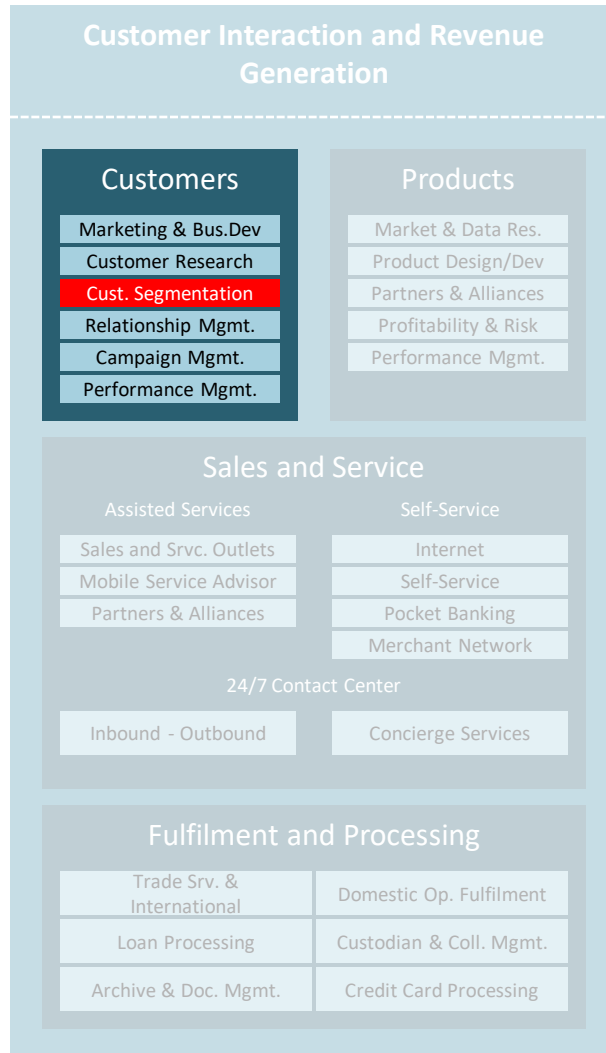 Customer Interaction and Revenue
Generation
Customers
Marketing & Bus.Dev
Customer Research
Cust. Segmentation
Relationship Mgmt.
Campaign Mgmt.
Performance Mgmt.
Products
Market & Data Res.
Product Design/Dev
Partners & Alliances
Profitability & Risk
Performance Mgmt.
Sales and Service
Assisted Services
Sales and Srvc. Outlets
Mobile Service Advisor
Partners & Alliances
Self-Service
Internet
Self-Service
Pocket Banking
Merchant Network
24/7 Contact Center
Inbound - Outbound
Concierge Services
Fulfilment and Processing
Trade Srv. &
International
Domestic Op. Fulfilment
Loan Processing
Custodian & Coll. Mgmt.
Archive & Doc. Mgmt.
Credit Card Processing